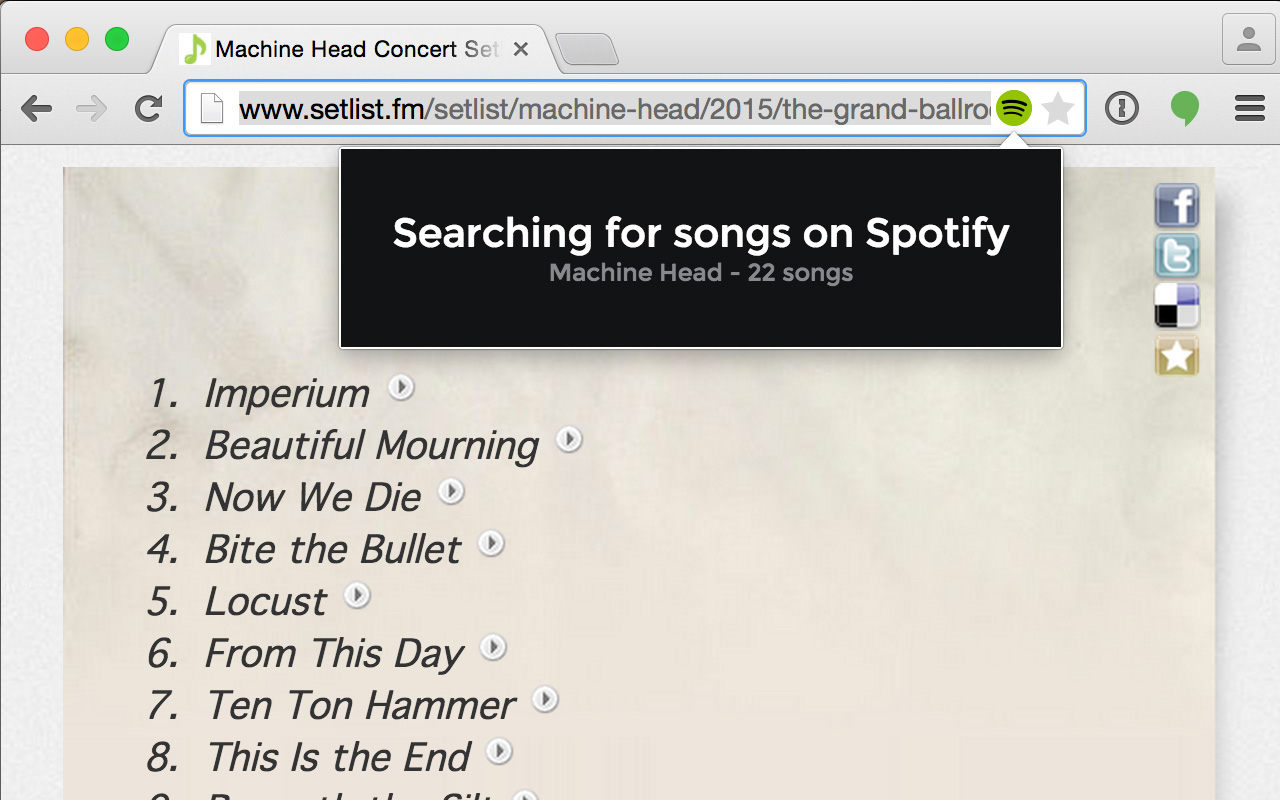 Machine Head Concert Set
www.setlist.fm/setlist/machine-head/2015/the-grand-ballro
Searching for songs on Spotify
Machine Head - 22 songs
1. Imperium
2. Beautiful Mourning
3. Now We Die
4. Bite the Bullet
5. Locust
6. From This Day
7. Ten Ton Hammer
8. This Is the End